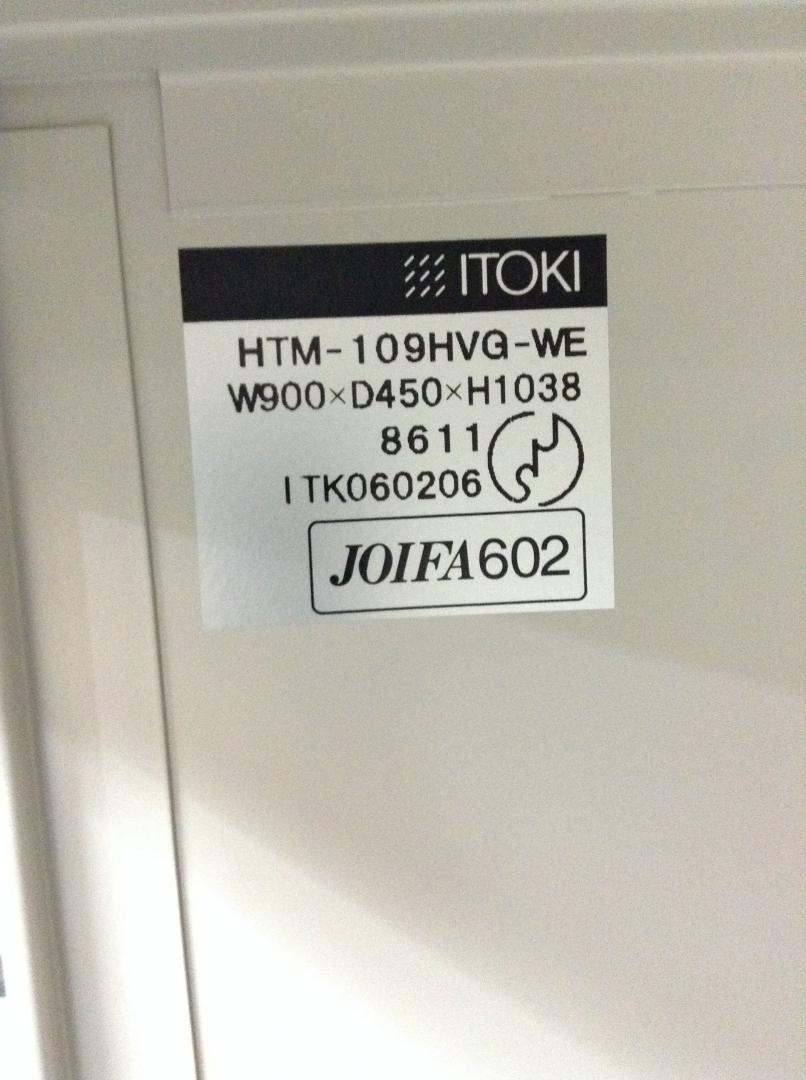 ITOKI
HTM-109HVG-WE
W900×D450×H1038
8611
ITK060206
JOIFA602